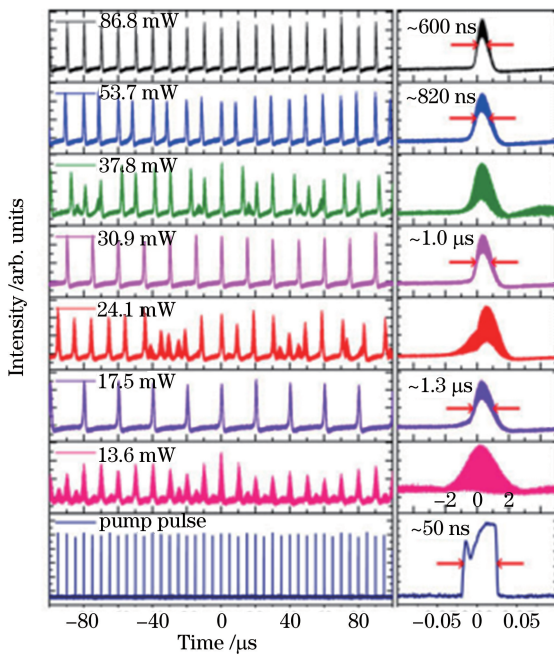 86.8 mW
~600 ns
53.7 mW
~820 ns
37.8 mW
30.9 mW
~1.0 μs
24.1 mW
17.5 mW
~1.3 μs
13.6 mW
−2 0 2
pump pulse
~50 ns
Intensity /arb. units
−80 −40 0 40 80
−0.05 0 0.05
Time /μs